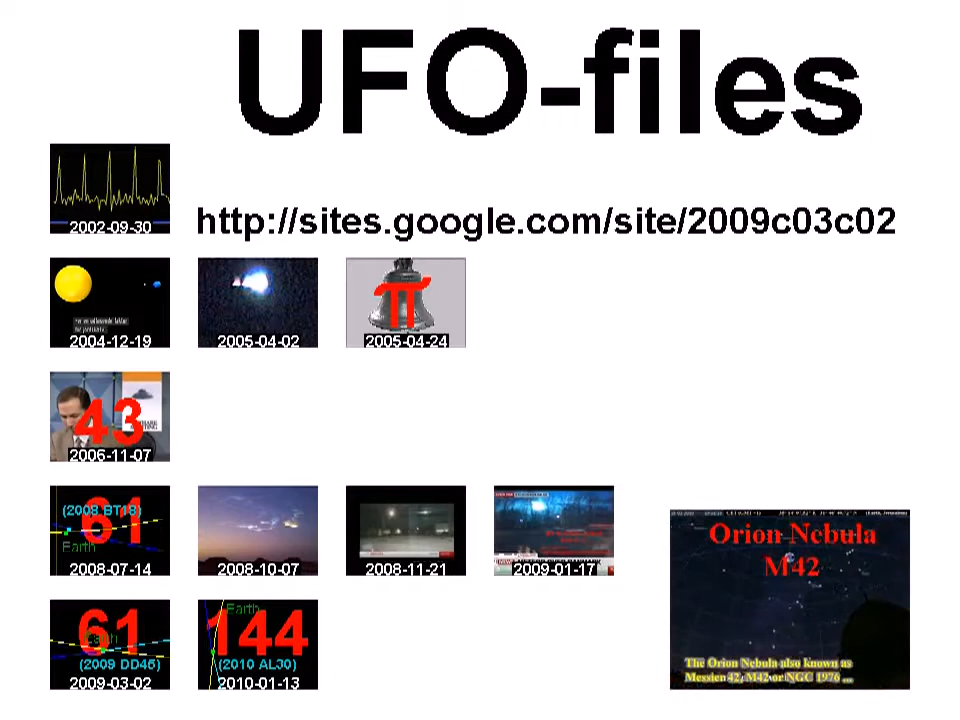 UFO-files
2002-09-30
http://sites.google.com/site/2009c03c02
2004-12-19
2005-04-02
π
2005-04-24
43
2006-11-07
61
(2008 BT18)
Earth
2008-07-14
2008-10-07
2008-11-21
2009-01-17
Orion Nebula
M42
The Orion Nebula also known as
Messier 42, M42 or NGC 1976 ...
61
Earth
(2009 DD45)
2009-03-02
Earth
144
(2010 AL30)
2010-01-13